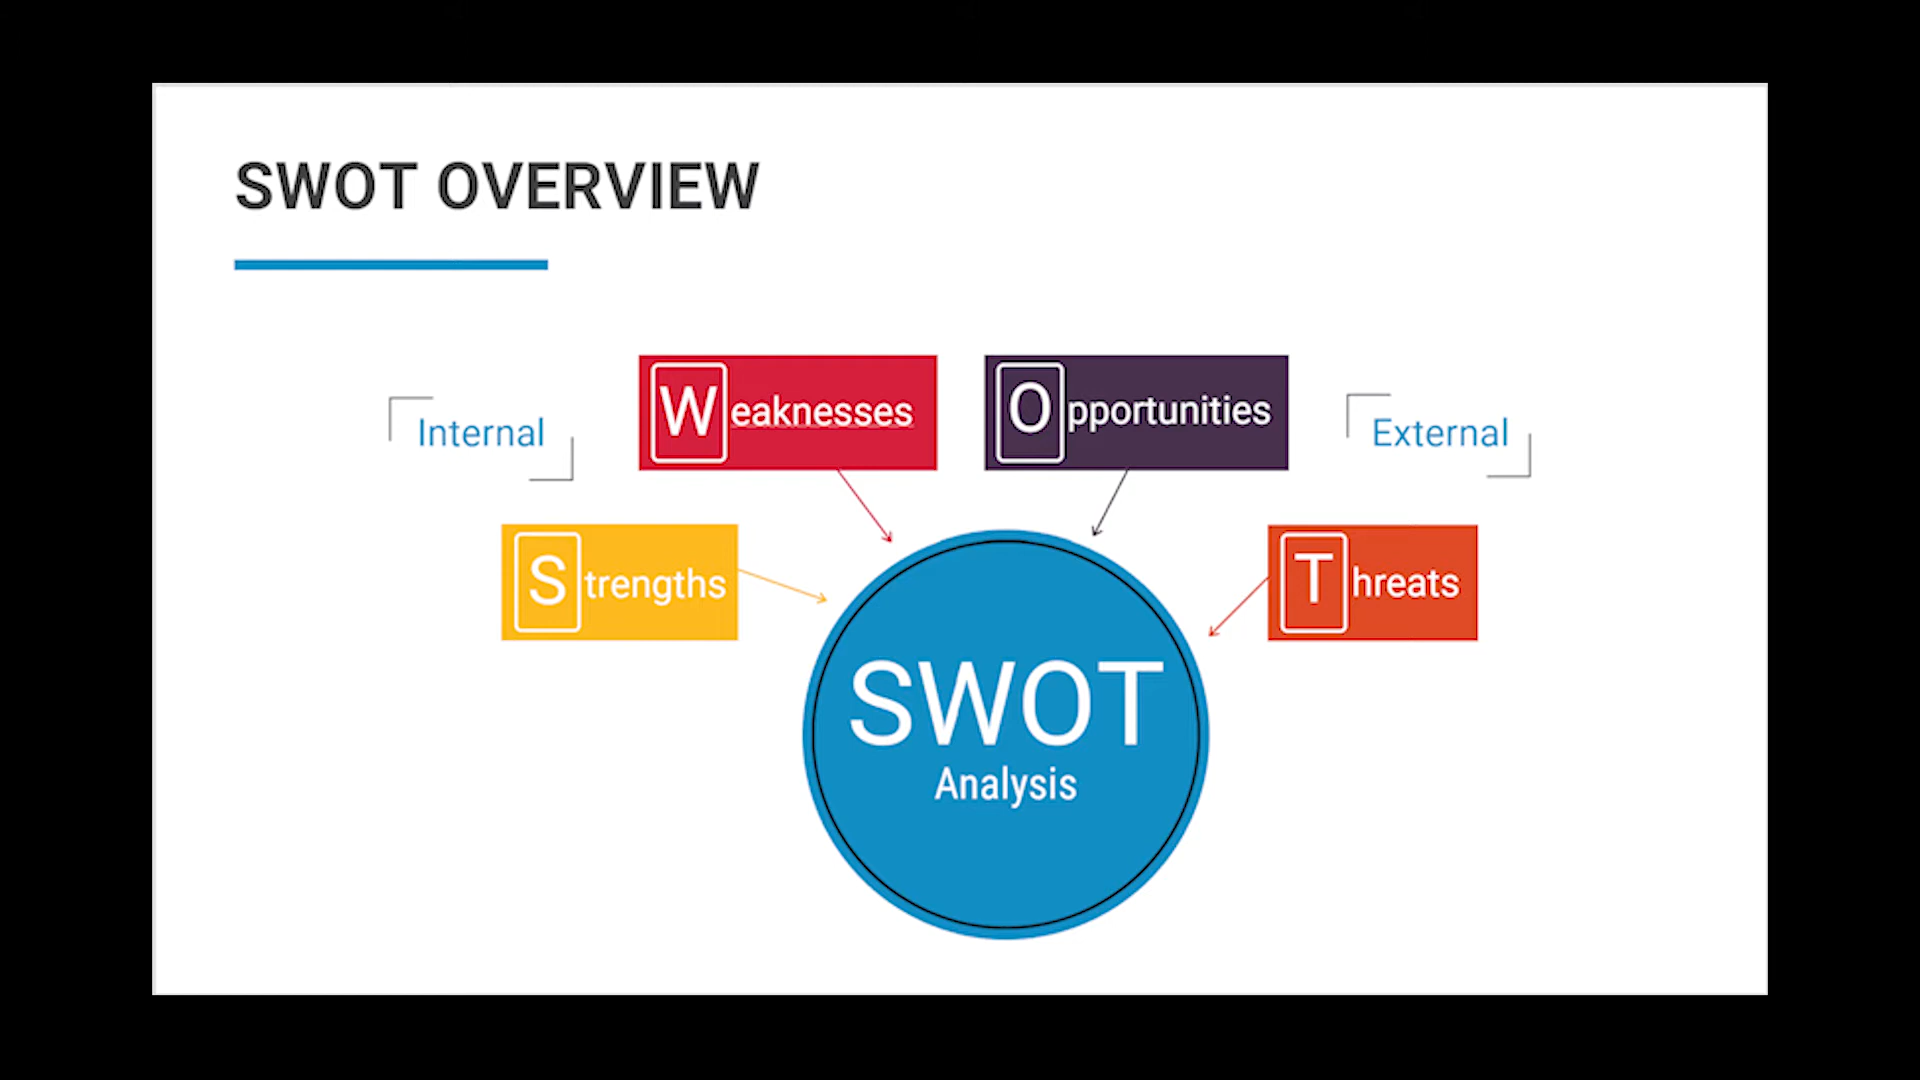 SWOT OVERVIEW
Internal
Weaknesses
Opportunities
External
Strengths
Threats
SWOT
Analysis